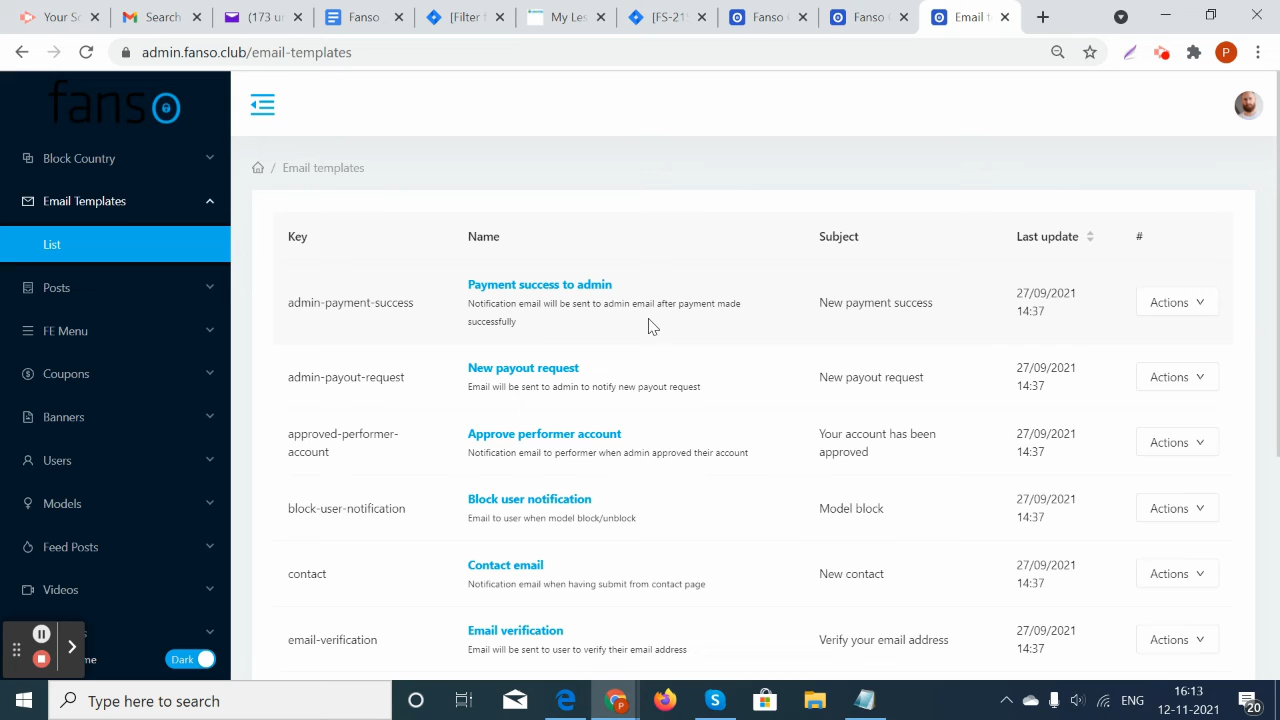 Your S
Search
(173 u
Fanso
[Filter
My Les
[FS-21
Fanso
Fanso
Email t
admin.fanso.club/email-templates
P
fanso
Block Country
Email templates
Email Templates
List
Posts
FE Menu
Coupons
Banners
Users
Models
Feed Posts
Videos
me
Dark
Key Name Subject Last update #
admin-payment-success
Payment success to admin
Notification email will be sent to admin email after payment made
successfully
New payment success
27/09/2021
14:37
Actions
admin-payout-request
New payout request
Email will be sent to admin to notify new payout request
New payout request
27/09/2021
14:37
Actions
approved-performer-
account
Approve performer account
Notification email to performer when admin approved their account
Your account has been
approved
27/09/2021
14:37
Actions
block-user-notification
Block user notification
Email to user when model block/unblock
Model block
27/09/2021
14:37
Actions
contact
Contact email
Notification email when having submit from contact page
New contact
27/09/2021
14:37
Actions
email-verification
Email verification
Email will be sent to user to verify their email address
Verify your email address
27/09/2021
14:37
Actions
Type here to search
P
S
ENG
16:13
12-11-2021
20